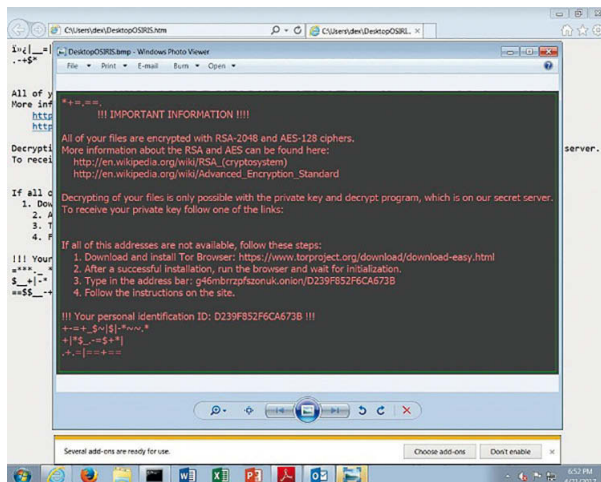 C:\Users\dex\DesktopOSIRIS.htm
C:\Users\dex\DesktopOSIRI...
DesktopOSIRIS.bmp - Windows Photo Viewer
File Print E-mail Burn Open
*+=.==.
!!! IMPORTANT INFORMATION !!!!
All of your files are encrypted with RSA-2048 and AES-128 ciphers.
More information about the RSA and AES can be found here:
http://en.wikipedia.org/wiki/RSA_(cryptosystem)
http://en.wikipedia.org/wiki/Advanced_Encryption_Standard
Decrypting of your files is only possible with the private key and decrypt program, which is on our secret server.
To receive your private key follow one of the links:
If all of this addresses are not available, follow these steps:
1. Download and install Tor Browser: https://www.torproject.org/download/download-easy.html
2. After a successful installation, run the browser and wait for initialization.
3. Type in the address bar: g46mbrrzpfszonuk.onion/D239F852F6CA673B
4. Follow the instructions on the site.
!!! Your personal identification ID: D239F852F6CA673B !!!
+-=+_$~|$|-*~~.*
+|*$_.-=$+*|
.+.=|==+==
All of y
More inf
http
http
Decrypti
server.
To recei
If all o
1. Dow
2. A
3. T
4. F
!!! Your
Several add-ons are ready for use.
Choose add-ons
Don't enable
6:52 PM